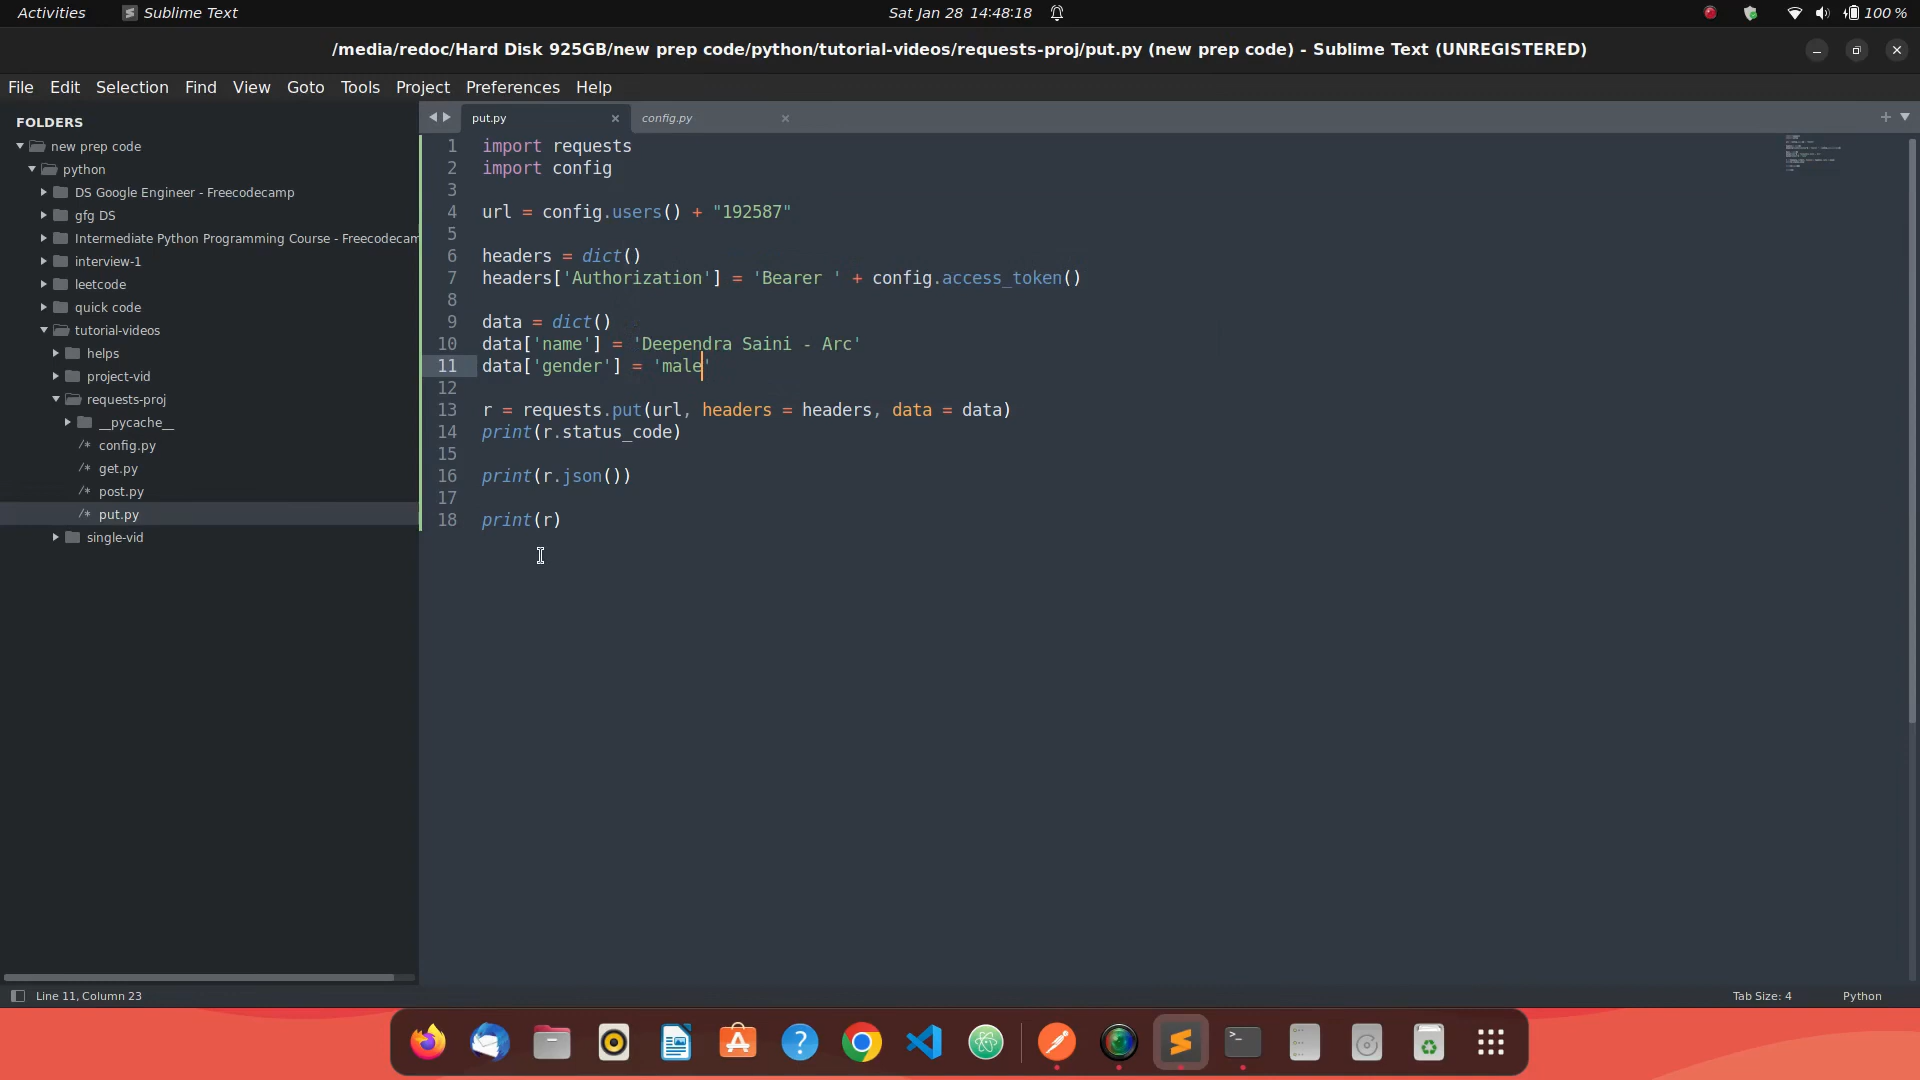 Activities Sublime Text Sat Jan 28 14:48:18 100 %
/media/redoc/Hard Disk 925GB/new prep code/python/tutorial-videos/requests-proj/put.py (new prep code) - Sublime Text (UNREGISTERED)
File Edit Selection Find View Goto Tools Project Preferences Help
FOLDERS
new prep code
python
DS Google Engineer - Freecodecamp
gfg DS
Intermediate Python Programming Course - Freecodecam
interview-1
leetcode
quick code
tutorial-videos
helps
project-vid
requests-proj
__pycache__
/* config.py
/* get.py
/* post.py
/* put.py
single-vid
put.py config.py
1 import requests
2 import config
3
4 url = config.users() + "192587"
5
6 headers = dict()
7 headers['Authorization'] = 'Bearer ' + config.access_token()
8
9 data = dict()
10 data['name'] = 'Deependra Saini - Arc'
11 data['gender'] = 'male'
12
13 r = requests.put(url, headers = headers, data = data)
14 print(r.status_code)
15
16 print(r.json())
17
18 print(r)
Line 11, Column 23 Tab Size: 4 Python